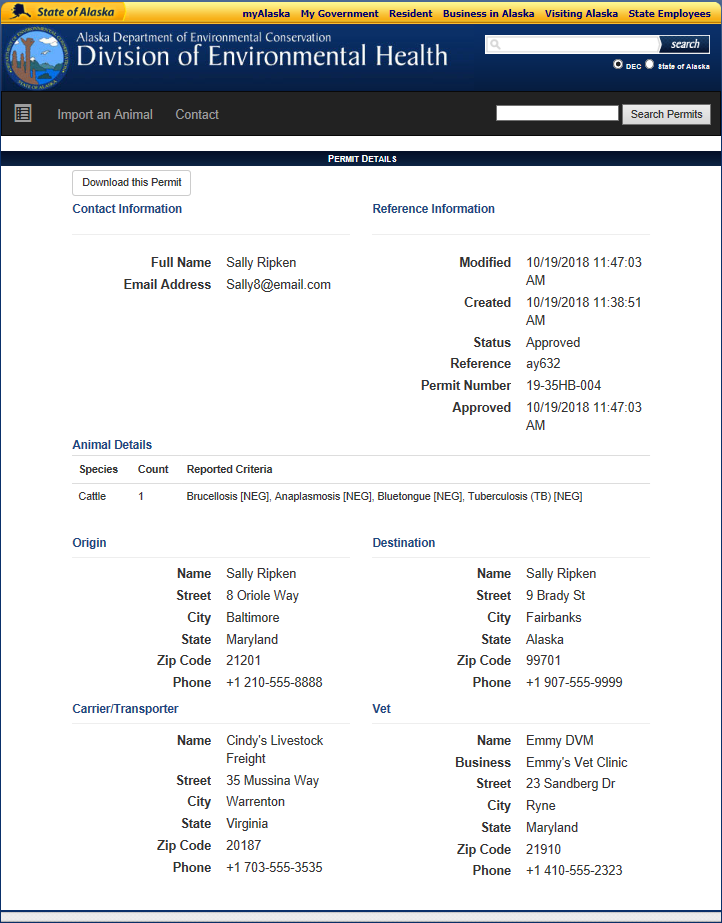 State of Alaska
myAlaska My Government Resident Business in Alaska Visiting Alaska State Employees
Alaska Department of Environmental Conservation
Division of Environmental Health
search
DEC State of Alaska
Import an Animal Contact Search Permits
PERMIT DETAILS
Download this Permit
Contact Information
Full Name Sally Ripken
Email Address Sally8@email.com
Reference Information
Modified 10/19/2018 11:47:03
AM
Created 10/19/2018 11:38:51
AM
Status Approved
Reference ay632
Permit Number 19-35HB-004
Approved 10/19/2018 11:47:03
AM
Animal Details
Species Count Reported Criteria
Cattle 1 Brucellosis [NEG], Anaplasmosis [NEG], Bluetongue [NEG], Tuberculosis (TB) [NEG]
Origin
Name Sally Ripken
Street 8 Oriole Way
City Baltimore
State Maryland
Zip Code 21201
Phone +1 210-555-8888
Destination
Name Sally Ripken
Street 9 Brady St
City Fairbanks
State Alaska
Zip Code 99701
Phone +1 907-555-9999
Carrier/Transporter
Name Cindy's Livestock
Freight
Street 35 Mussina Way
City Warrenton
State Virginia
Zip Code 20187
Phone +1 703-555-3535
Vet
Name Emmy DVM
Business Emmy's Vet Clinic
Street 23 Sandberg Dr
City Ryne
State Maryland
Zip Code 21910
Phone +1 410-555-2323